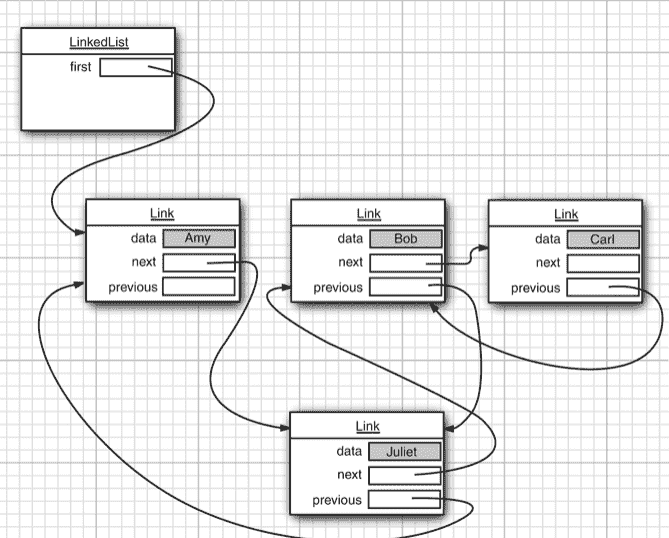 LinkedList
first
Link
data Amy
next
previous
Link
data Bob
next
previous
Link
data Carl
next
previous
Link
data Juliet
next
previous